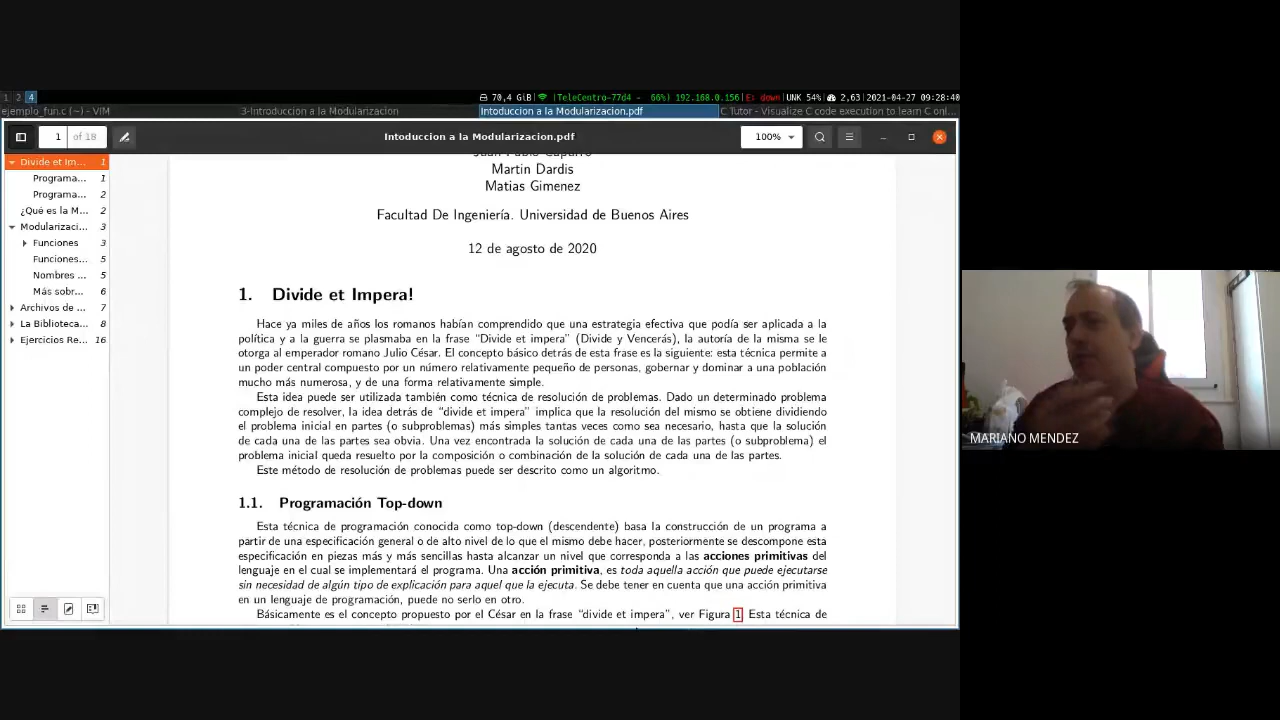 1 2 4
70,4 GiB| (TeleCentro-77d4 - 66%) 192.168.0.156|E: down|UNK 54%| 2,63|2021-04-27 09:28:40
ejemplo_fun.c (~) - VIM
3-Introduccion a la Modularizacion
Intoduccion a la Modularizacion.pdf
C Tutor - Visualize C code execution to learn C onl...
1 of 18
Intoduccion a la Modularizacion.pdf
100%
Divide et Im... 1
Programa... 1
Programa... 2
¿Qué es la M... 2
Modularizaci... 3
Funciones 3
Funciones... 5
Nombres ... 5
Más sobr... 6
Archivos de ... 7
La Biblioteca... 8
Ejercicios Re... 16
Martin Dardis
Matias Gimenez
Facultad De Ingeniería. Universidad de Buenos Aires
12 de agosto de 2020
1. Divide et Impera!
Hace ya miles de años los romanos habían comprendido que una estrategia efectiva que podía ser aplicada a la
política y a la guerra se plasmaba en la frase “Divide et impera” (Divide y Vencerás), la autoría de la misma se le
otorga al emperador romano Julio César. El concepto básico detrás de esta frase es la siguiente: esta técnica permite a
un poder central compuesto por un número relativamente pequeño de personas, gobernar y dominar a una población
mucho más numerosa, y de una forma relativamente simple.
Esta idea puede ser utilizada también como técnica de resolución de problemas. Dado un determinado problema
complejo de resolver, la idea detrás de “divide et impera” implica que la resolución del mismo se obtiene dividiendo
el problema inicial en partes (o subproblemas) más simples tantas veces como sea necesario, hasta que la solución
de cada una de las partes sea obvia. Una vez encontrada la solución de cada una de las partes (o subproblema) el
problema inicial queda resuelto por la composición o combinación de la solución de cada una de las partes.
Este método de resolución de problemas puede ser descrito como un algoritmo.
1.1. Programación Top-down
Esta técnica de programación conocida como top-down (descendente) basa la construcción de un programa a
partir de una especificación general o de alto nivel de lo que el mismo debe hacer, posteriormente se descompone esta
especificación en piezas más y más sencillas hasta alcanzar un nivel que corresponda a las acciones primitivas del
lenguaje en el cual se implementará el programa. Una acción primitiva, es toda aquella acción que puede ejecutarse
sin necesidad de algún tipo de explicación para aquel que la ejecuta. Se debe tener en cuenta que una acción primitiva
en un lenguaje de programación, puede no serlo en otro.
Básicamente es el concepto propuesto por el César en la frase “divide et impera”, ver Figura 1 Esta técnica de
MARIANO MENDEZ